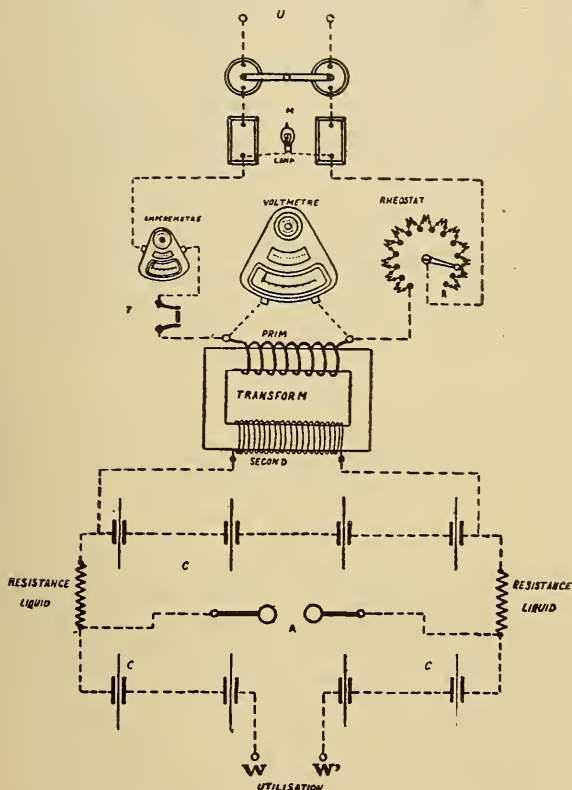 U
M
LAMP
VOLTMETRE
RHEOSTAT
AMPEREMETRE
R
T
PRIM
TRANSFORM
SECOND
C
RESISTANCE
LIQUID
RESISTANCE
LIQUID
A
C
C
W W'
UTILISATION